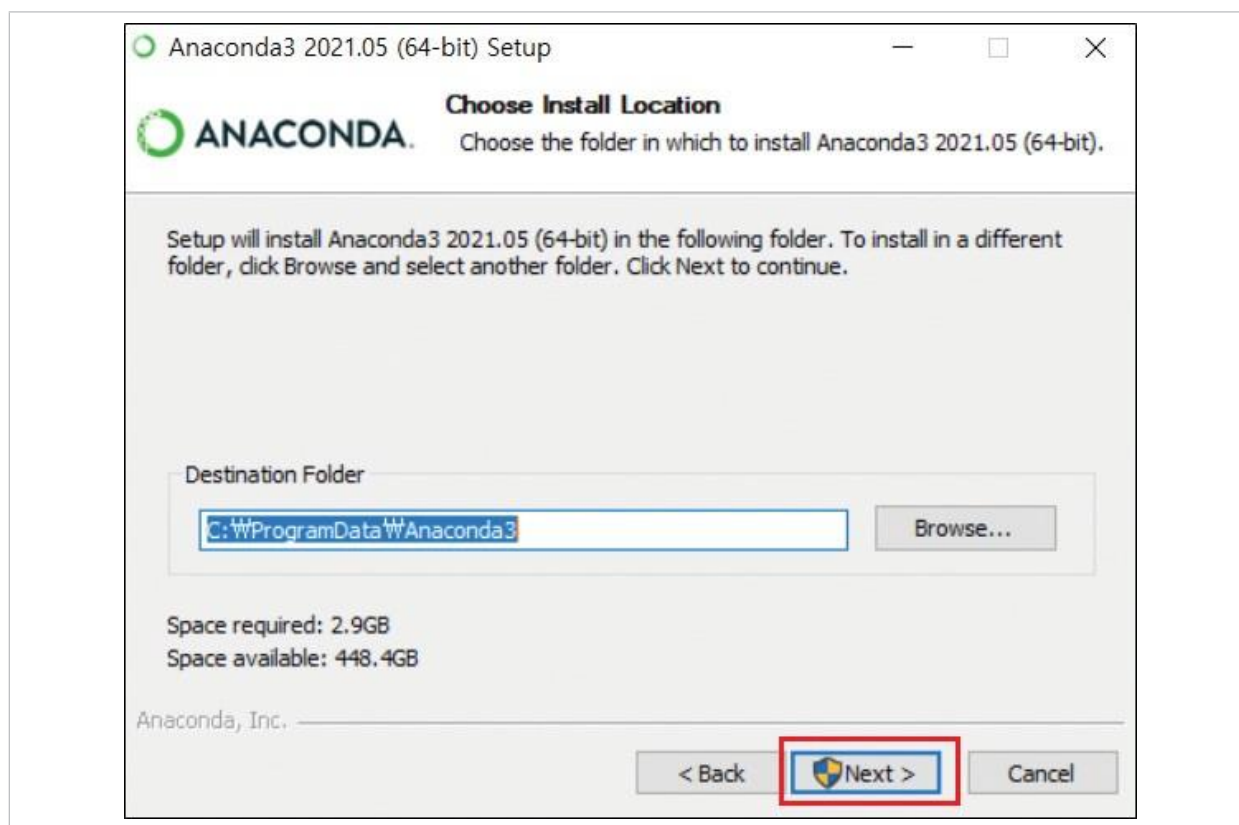 Anaconda3 2021.05 (64-bit) Setup
ANACONDA.
Choose Install Location
Choose the folder in which to install Anaconda3 2021.05 (64-bit).
Setup will install Anaconda3 2021.05 (64-bit) in the following folder. To install in a different
folder, click Browse and select another folder. Click Next to continue.
Destination Folder
C:₩ProgramData₩Anaconda3
Browse...
Space required: 2.9GB
Space available: 448.4GB
Anaconda, Inc.
< Back
Next >
Cancel